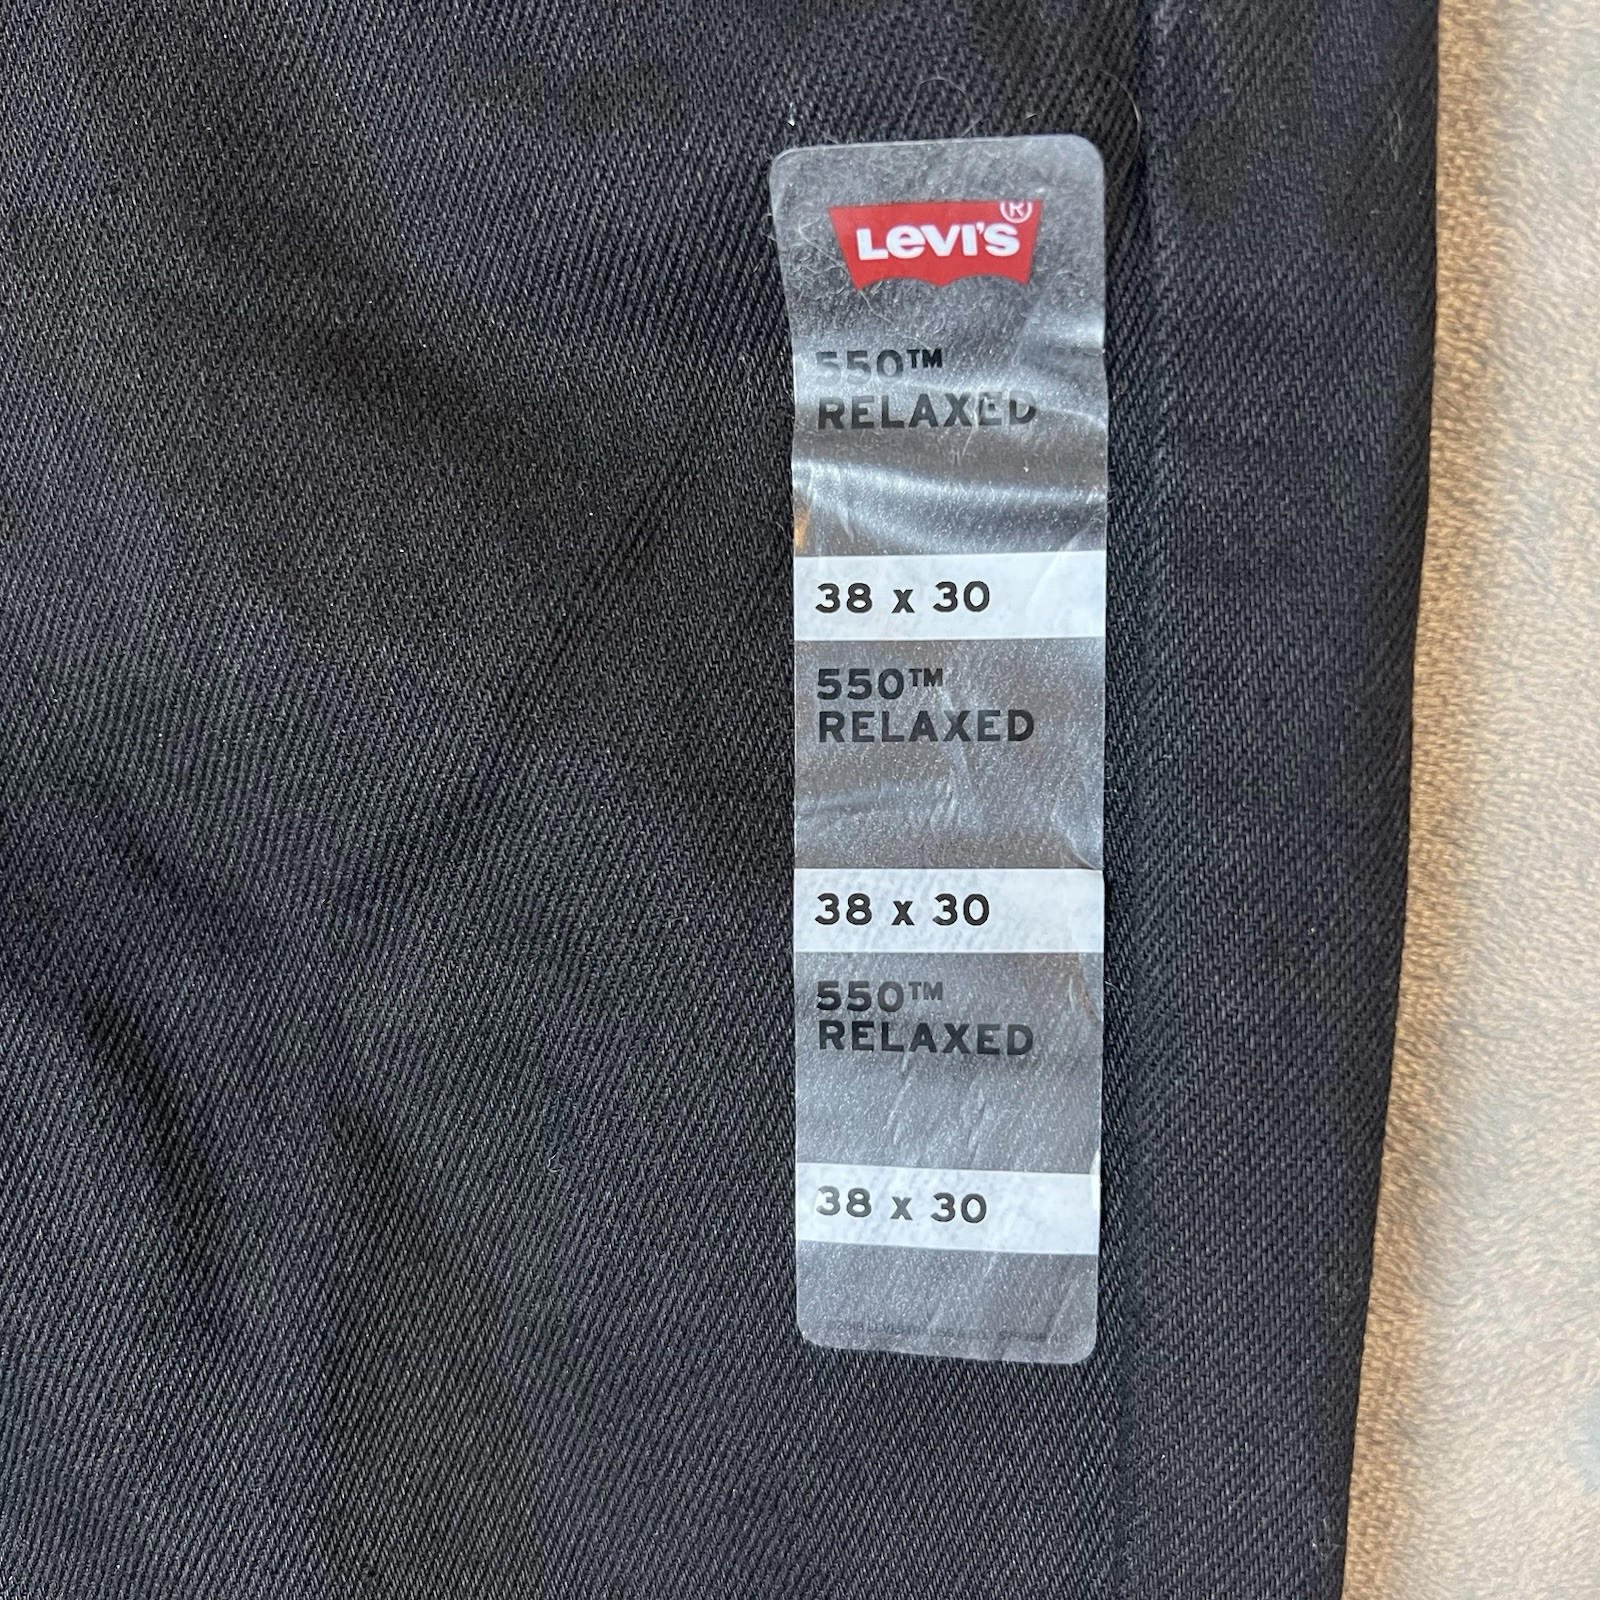 Levi's®
550™
RELAXED
38 x 30
550™
RELAXED
38 x 30
550™
RELAXED
38 x 30